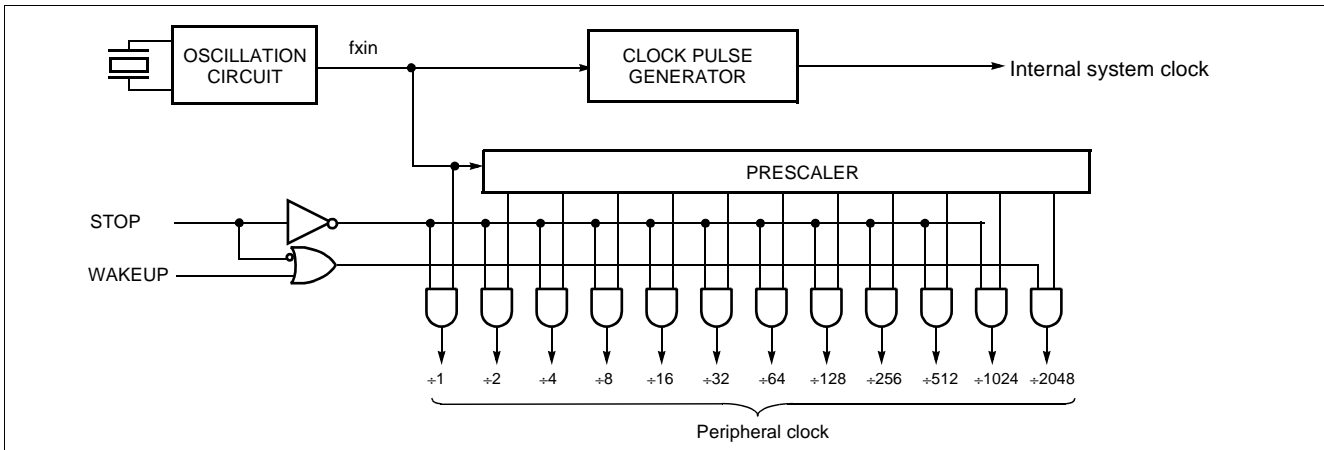 OSCILLATION
CIRCUIT
fxin
CLOCK PULSE
GENERATOR
Internal system clock
PRESCALER
STOP
WAKEUP
÷1 ÷2 ÷4 ÷8 ÷16 ÷32 ÷64 ÷128 ÷256 ÷512 ÷1024 ÷2048
Peripheral clock